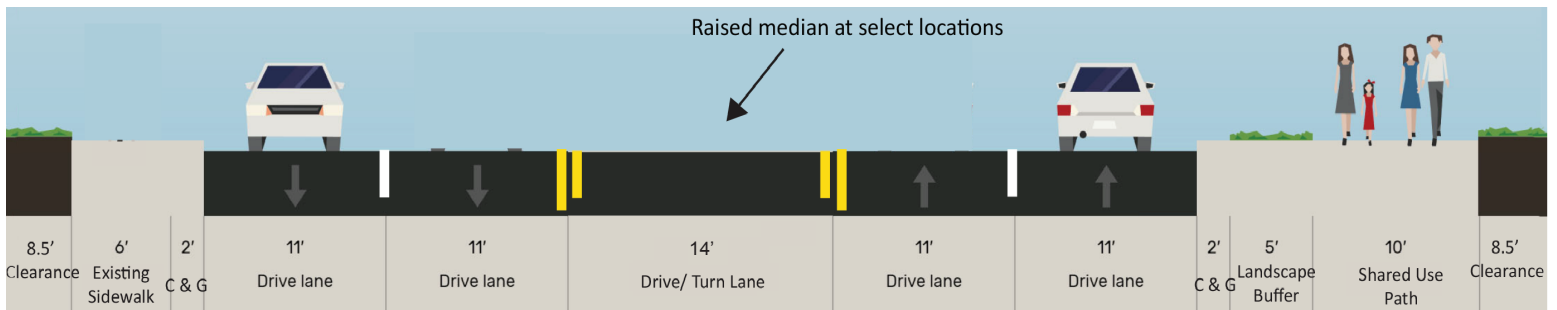 Raised median at select locations
8.5’ 6’ 2’ 11’ 11’ 14’ 11’ 11’ 2’ 5’ 10’ 8.5’
Clearance Existing Sidewalk C & G Drive lane Drive lane Drive/ Turn Lane Drive lane Drive lane C & G Landscape Buffer Shared Use Path Clearance